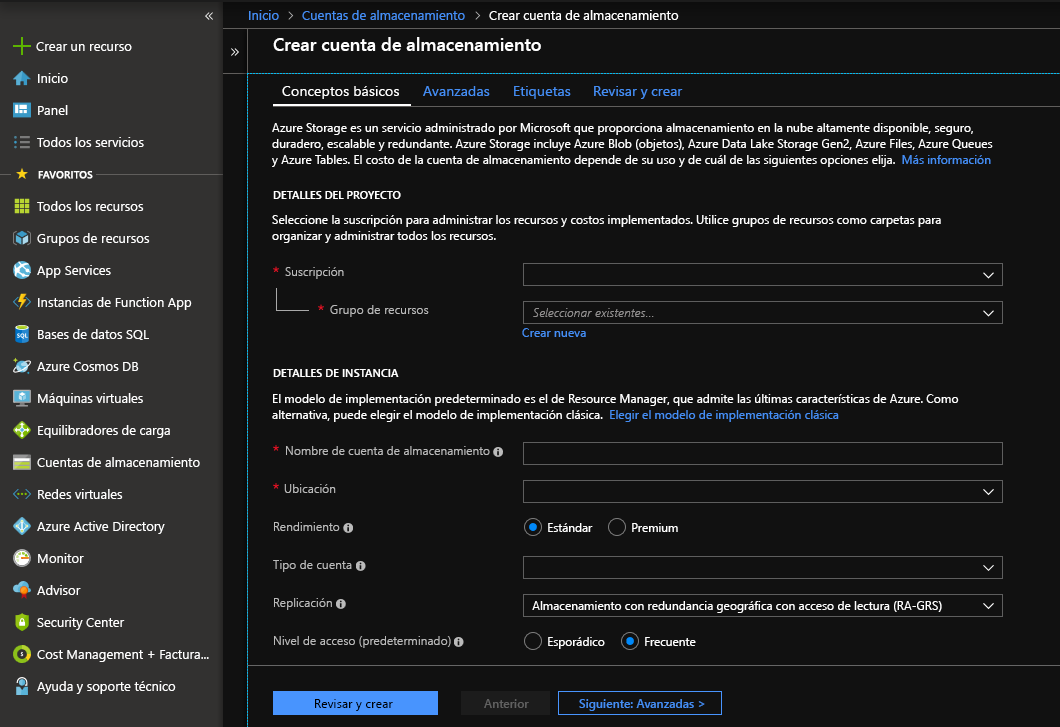 «
Crear un recurso
Inicio
Panel
Todos los servicios
FAVORITOS
Todos los recursos
Grupos de recursos
App Services
Instancias de Function App
Bases de datos SQL
Azure Cosmos DB
Máquinas virtuales
Equilibradores de carga
Cuentas de almacenamiento
Redes virtuales
Azure Active Directory
Monitor
Advisor
Security Center
Cost Management + Factura...
Ayuda y soporte técnico
Inicio > Cuentas de almacenamiento > Crear cuenta de almacenamiento
»
Crear cuenta de almacenamiento
Conceptos básicos Avanzadas Etiquetas Revisar y crear
Azure Storage es un servicio administrado por Microsoft que proporciona almacenamiento en la nube altamente disponible, seguro,
duradero, escalable y redundante. Azure Storage incluye Azure Blob (objetos), Azure Data Lake Storage Gen2, Azure Files, Azure Queues
y Azure Tables. El costo de la cuenta de almacenamiento depende de su uso y de cuál de las siguientes opciones elija. Más información
DETALLES DEL PROYECTO
Seleccione la suscripción para administrar los recursos y costos implementados. Utilice grupos de recursos como carpetas para
organizar y administrar todos los recursos.
* Suscripción
* Grupo de recursos Seleccionar existentes...
Crear nueva
DETALLES DE INSTANCIA
El modelo de implementación predeterminado es el de Resource Manager, que admite las últimas características de Azure. Como
alternativa, puede elegir el modelo de implementación clásica. Elegir el modelo de implementación clásica
* Nombre de cuenta de almacenamiento
* Ubicación
Rendimiento Estándar Premium
Tipo de cuenta
Replicación Almacenamiento con redundancia geográfica con acceso de lectura (RA-GRS)
Nivel de acceso (predeterminado) Esporádico Frecuente
Revisar y crear Anterior Siguiente: Avanzadas >